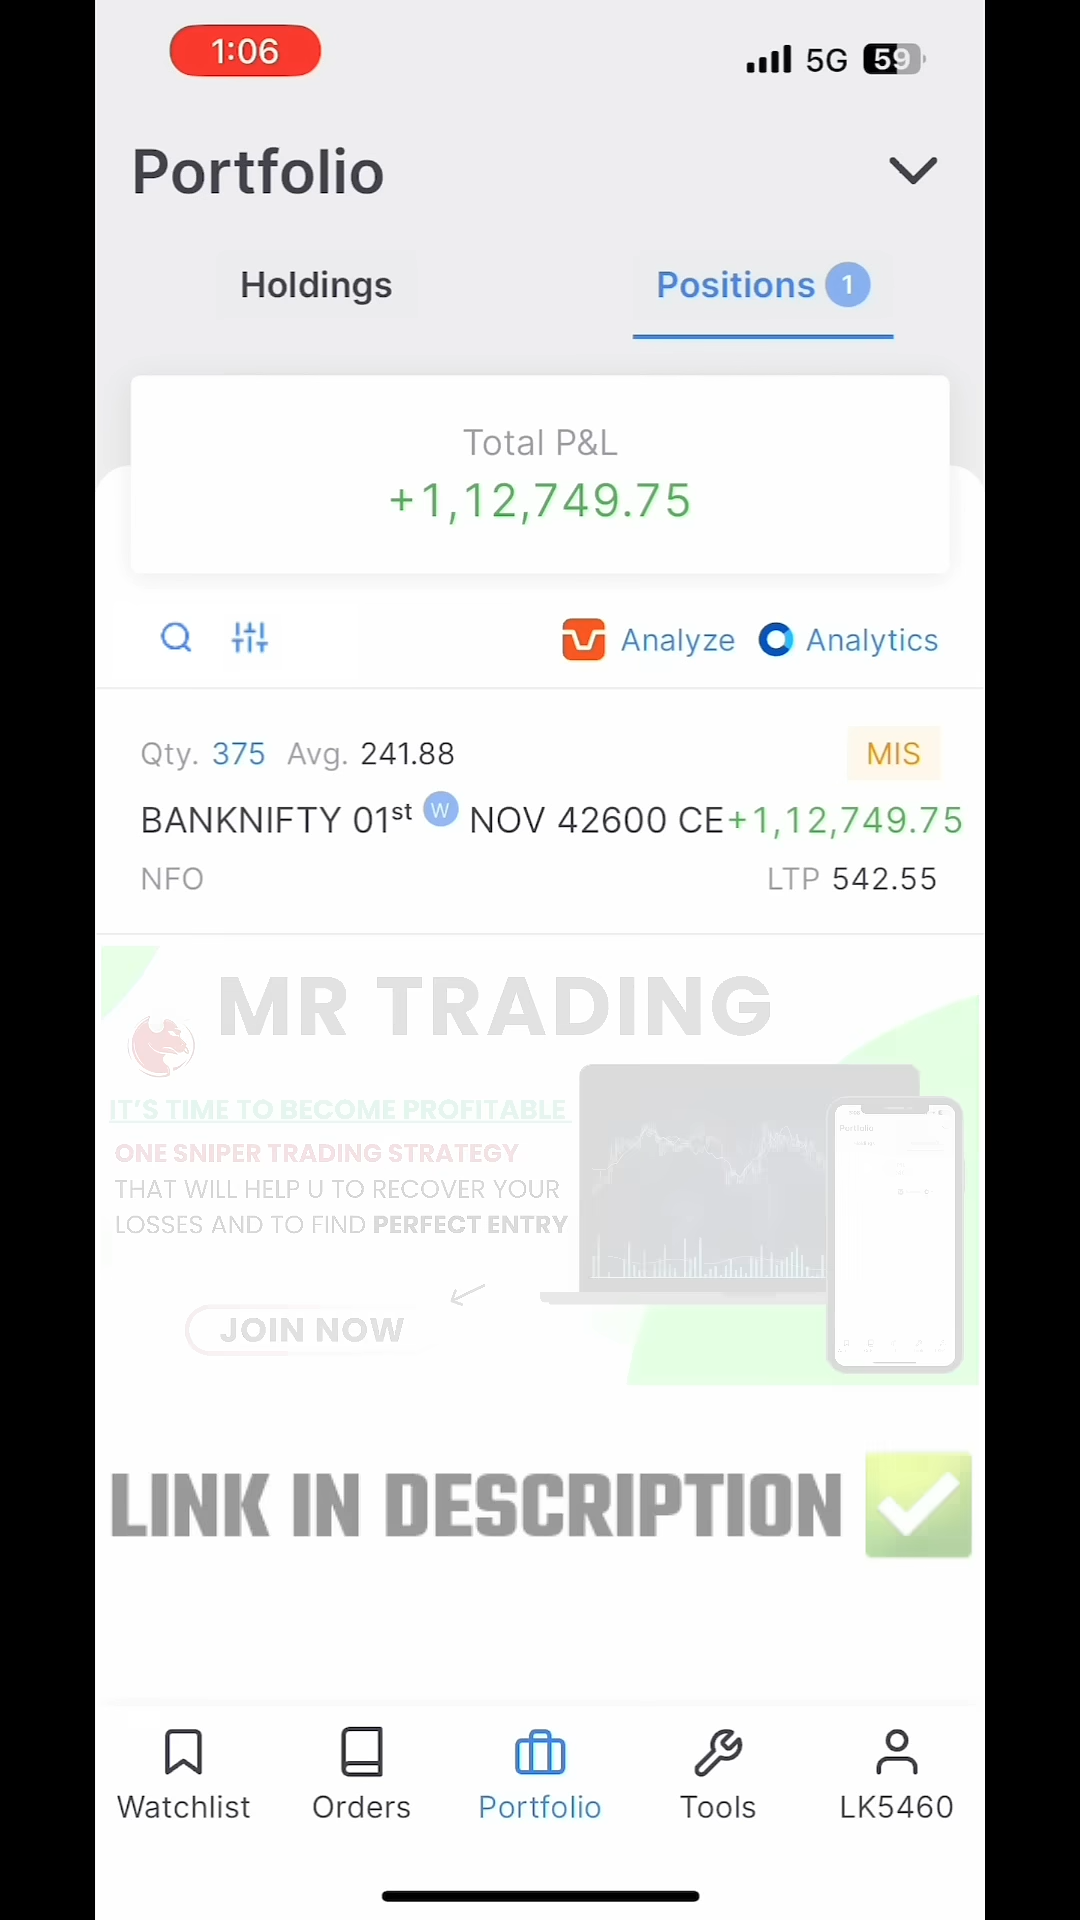 1:06
5G 59
Portfolio
Holdings
Positions 1
Total P&L
+1,12,749.75
Analyze Analytics
Qty. 375 Avg. 241.88 MIS
BANKNIFTY 01st W NOV 42600 CE +1,12,749.75
NFO LTP 542.55
MR TRADING
IT'S TIME TO BECOME PROFITABLE
ONE SNIPER TRADING STRATEGY
THAT WILL HELP U TO RECOVER YOUR
LOSSES AND TO FIND PERFECT ENTRY
Portfolio
JOIN NOW
LINK IN DESCRIPTION
Watchlist Orders Portfolio Tools LK5460